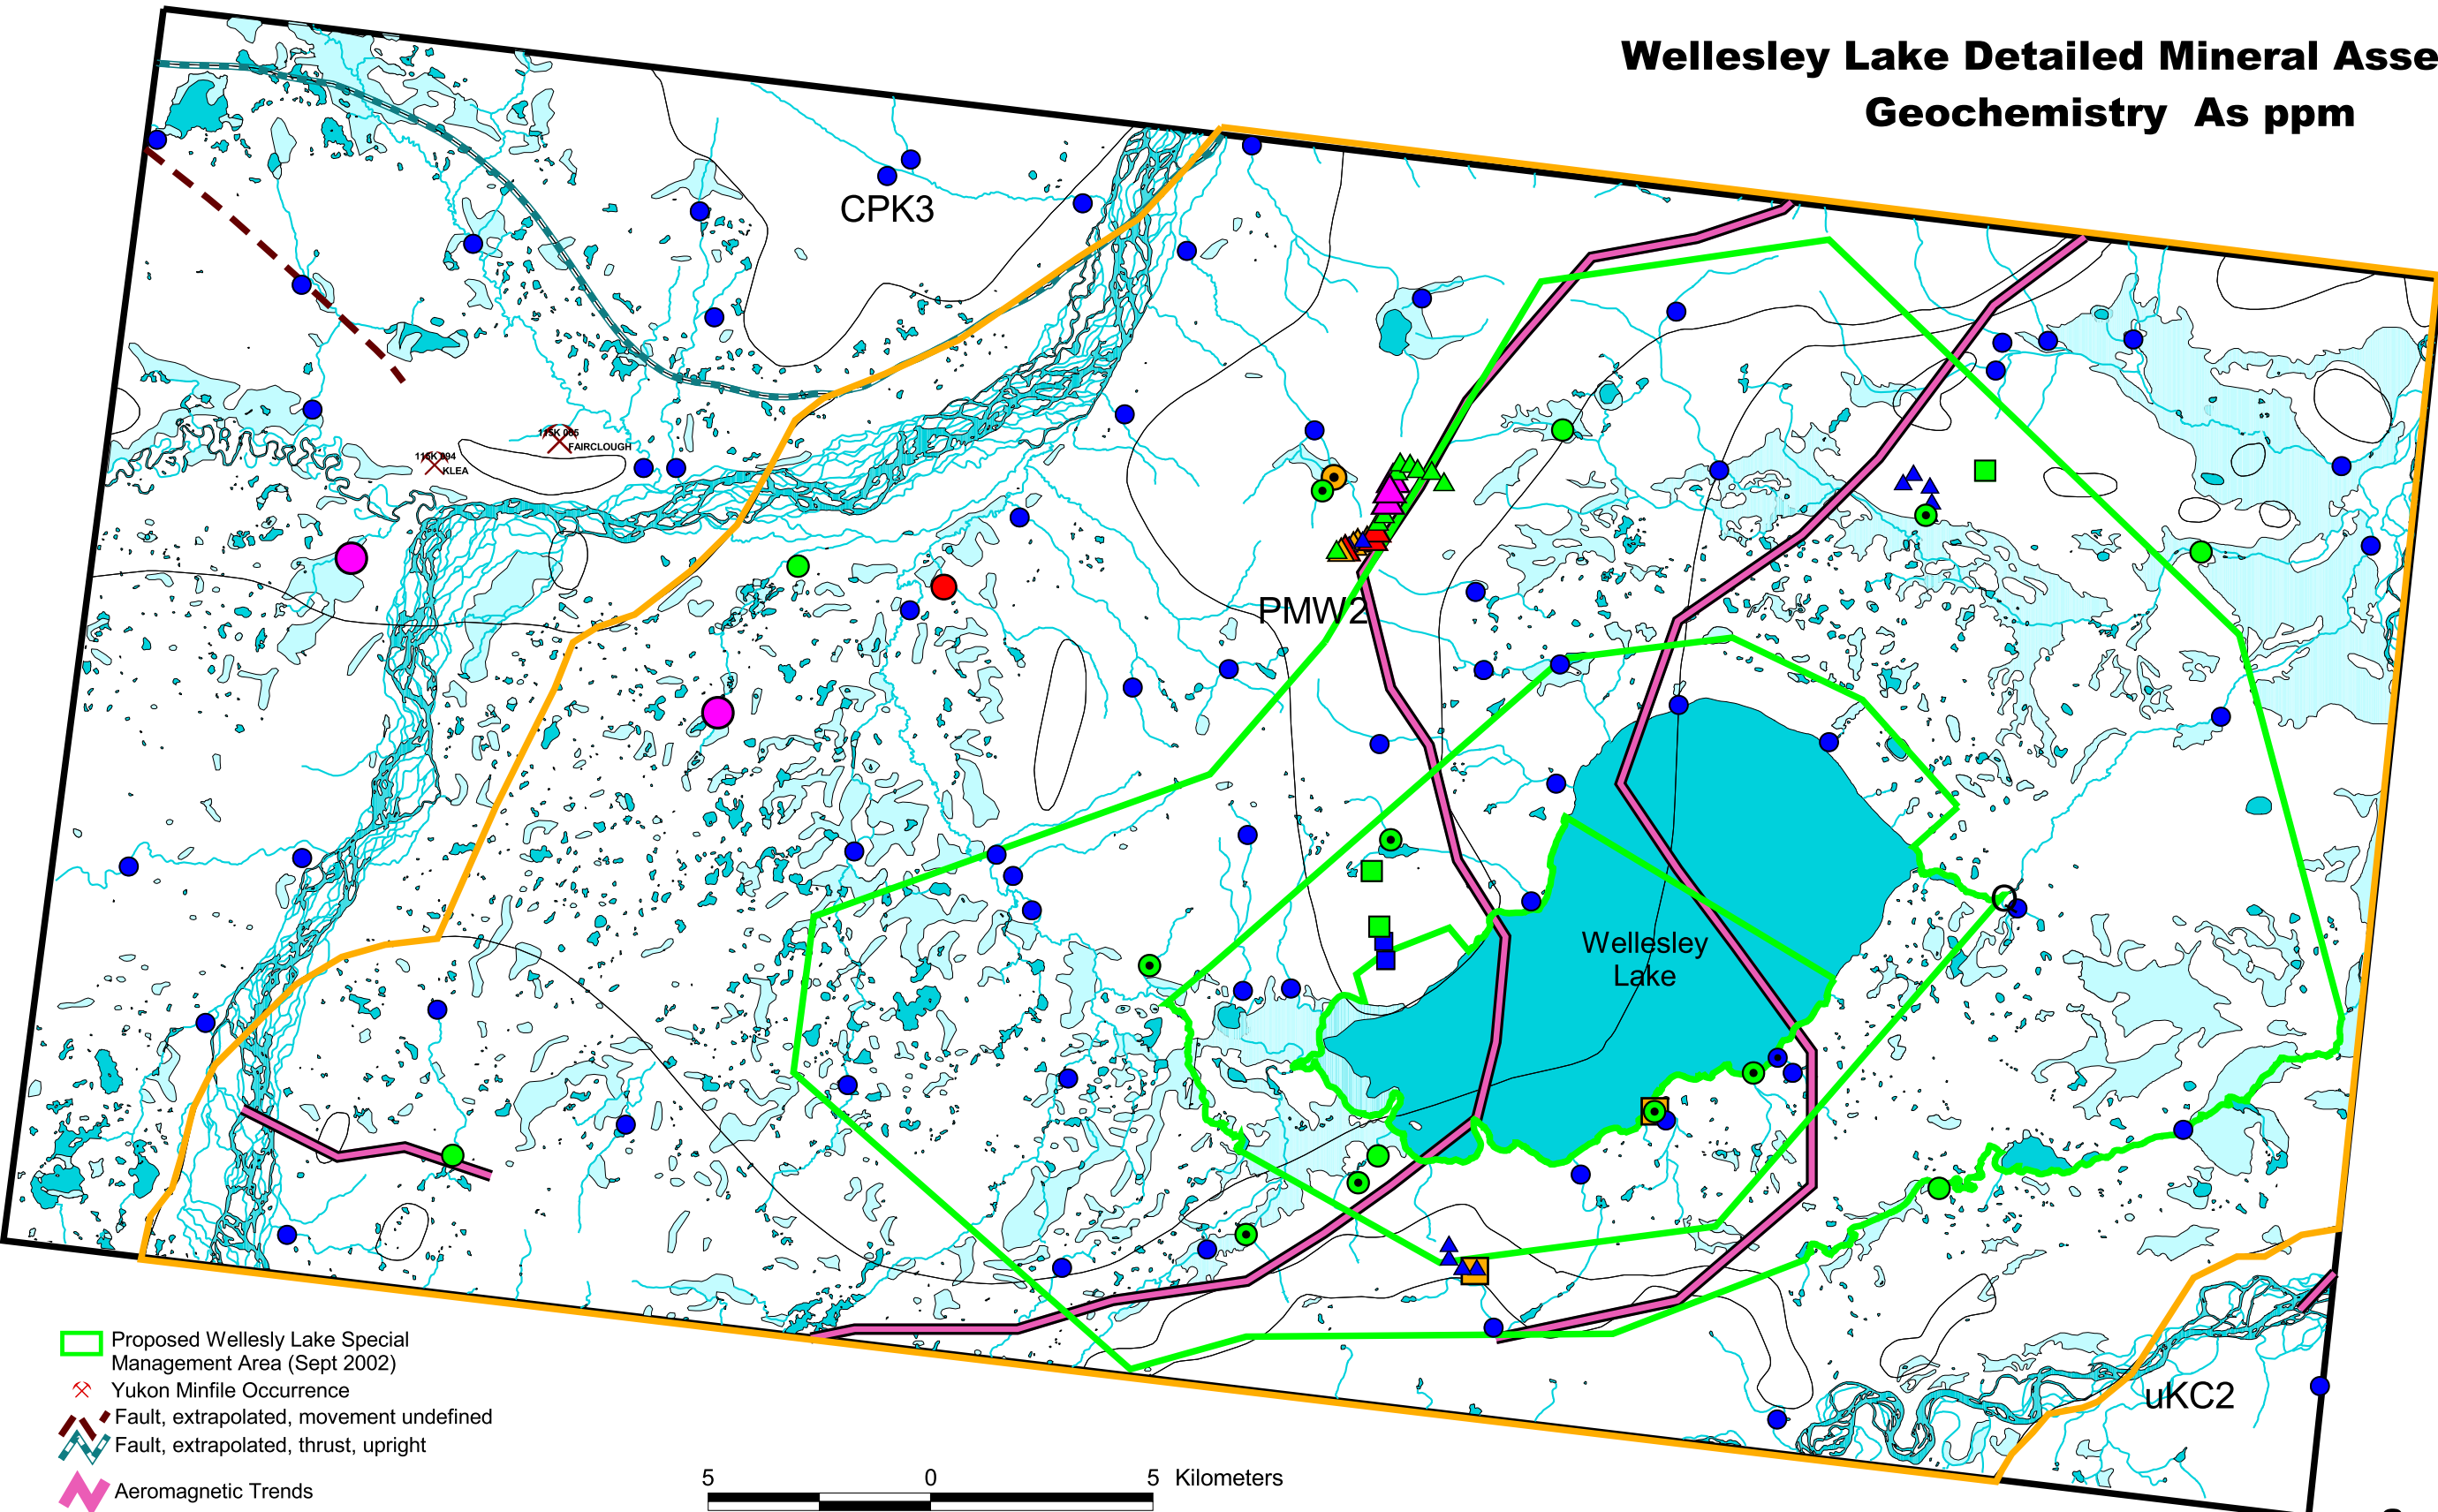 Wellesley Lake Detailed Mineral Asse
Geochemistry As ppm
CPK3
FAIRCLOUGH
KLEA
PMW2
Q
Wellesley
Lake
uKC2
Proposed Wellesly Lake Special
Management Area (Sept 2002)
Yukon Minfile Occurrence
Fault, extrapolated, movement undefined
Fault, extrapolated, thrust, upright
Aeromagnetic Trends
5 0 5 Kilometers